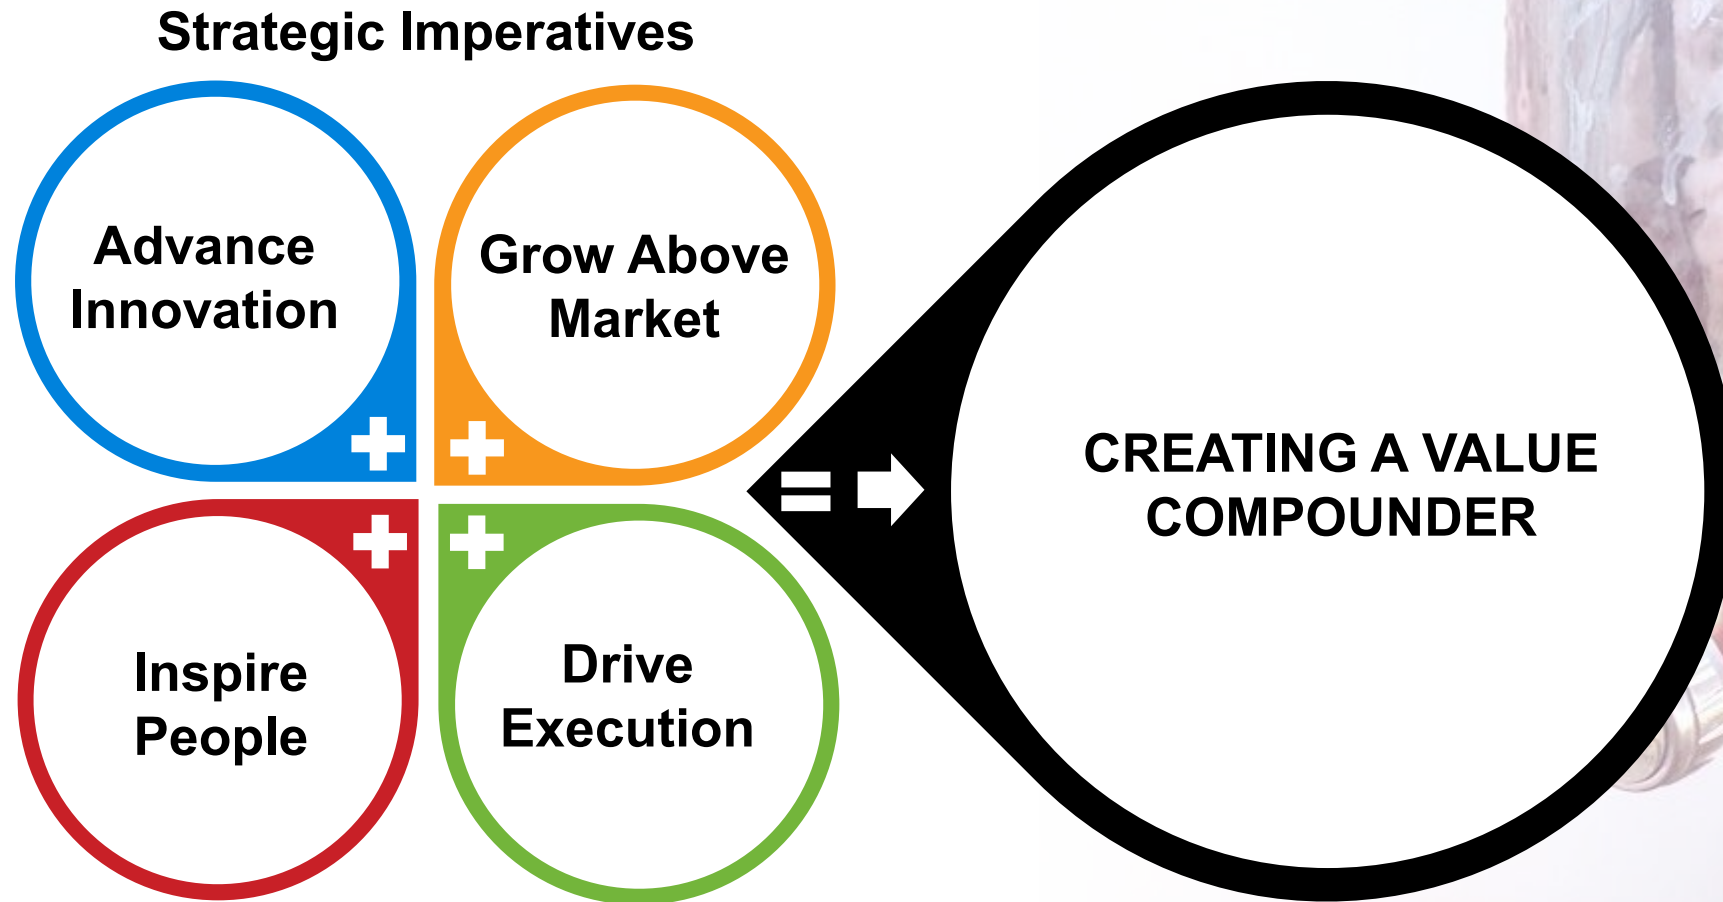 Strategic Imperatives
Advance
Innovation
Grow Above
Market
Inspire
People
Drive
Execution
CREATING A VALUE
COMPOUNDER